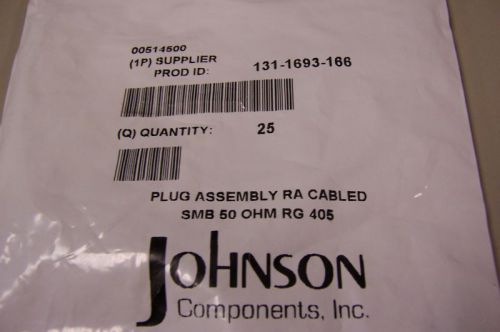 00514500
(1P) SUPPLIER
PROD ID: 131-1693-166
(Q) QUANTITY: 25
PLUG ASSEMBLY RA CABLED
SMB 50 OHM RG 405
JOHNSON
Components, Inc.